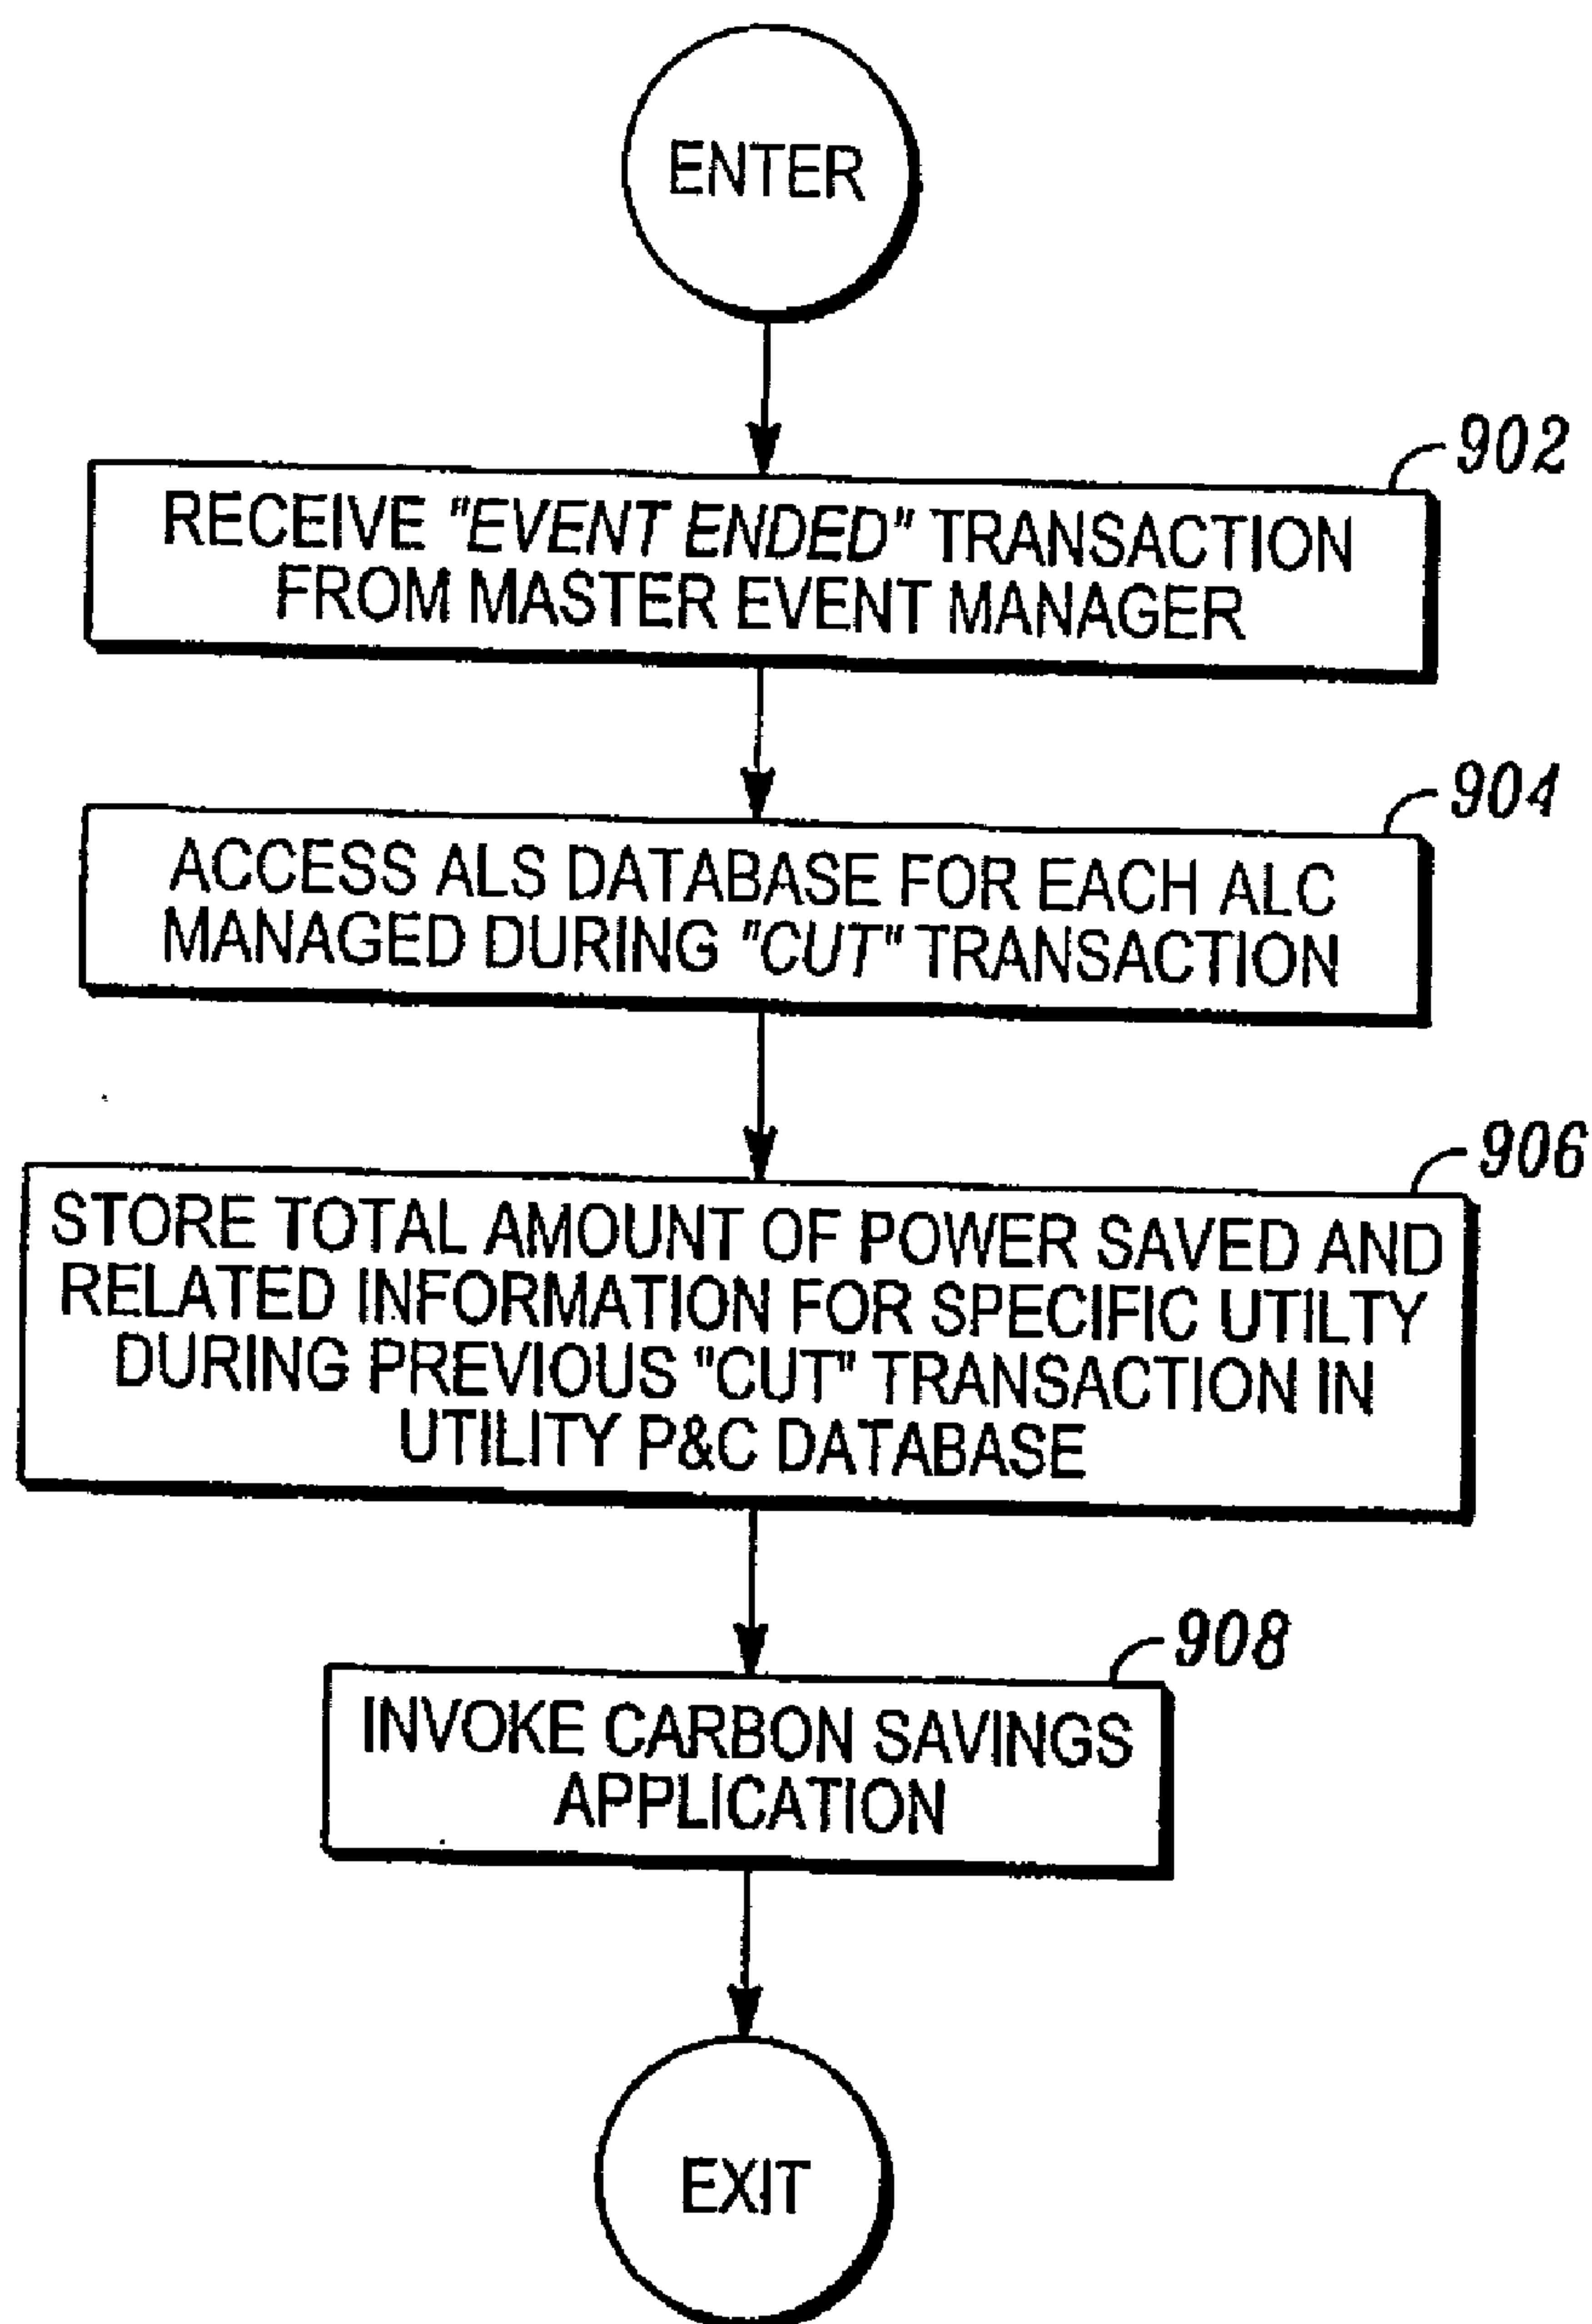 ENTER
902
RECEIVE "EVENT ENDED" TRANSACTION
FROM MASTER EVENT MANAGER
904
ACCESS ALS DATABASE FOR EACH ALC
MANAGED DURING "CUT" TRANSACTION
906
STORE TOTAL AMOUNT OF POWER SAVED AND
RELATED INFORMATION FOR SPECIFIC UTILTY
DURING PREVIOUS "CUT" TRANSACTION IN
UTILITY P&C DATABASE
908
INVOKE CARBON SAVINGS
APPLICATION
EXIT